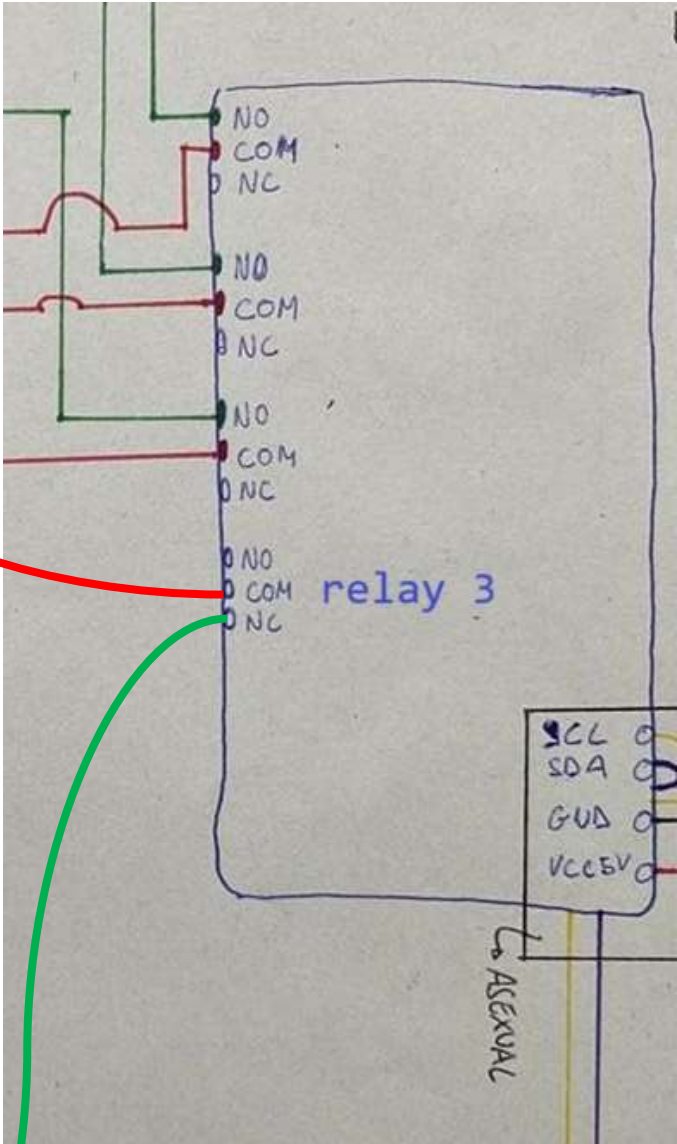 NO
COM
NC
NO
COM
NC
NO
COM
NC
NO
COM relay 3
NC
SCL
SDA
GND
VCC5V
ASEXUAL